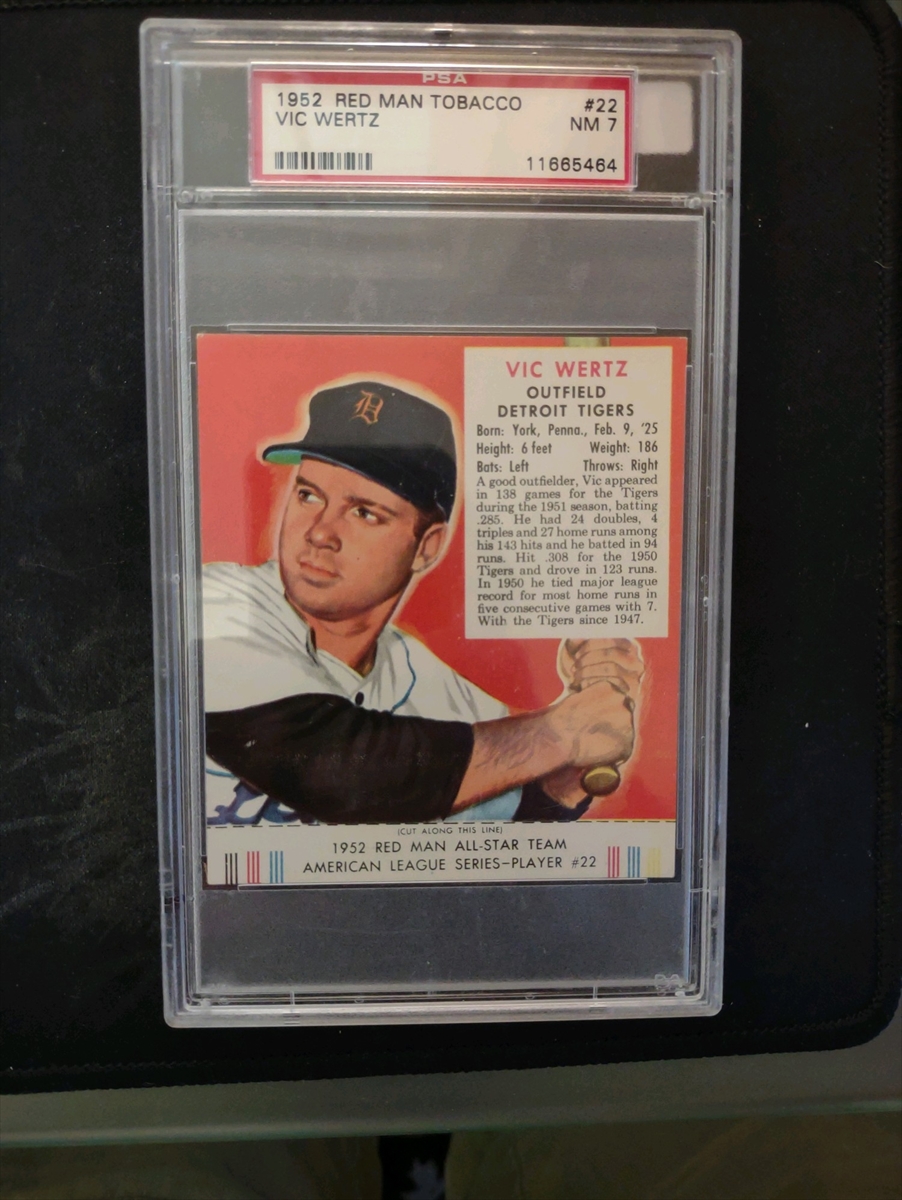 PSA
1952 RED MAN TOBACCO #22
VIC WERTZ NM 7
11665464
D
VIC WERTZ
OUTFIELD
DETROIT TIGERS
Born: York, Penna., Feb. 9, '25
Height: 6 feet Weight: 186
Bats: Left Throws: Right
A good outfielder, Vic appeared
in 138 games for the Tigers
during the 1951 season, batting
.285. He had 24 doubles, 4
triples and 27 home runs among
his 143 hits and he batted in 94
runs. Hit .308 for the 1950
Tigers and drove in 123 runs.
In 1950 he tied major league
record for most home runs in
five consecutive games with 7.
With the Tigers since 1947.
(CUT ALONG THIS LINE)
1952 RED MAN ALL-STAR TEAM
AMERICAN LEAGUE SERIES–PLAYER #22